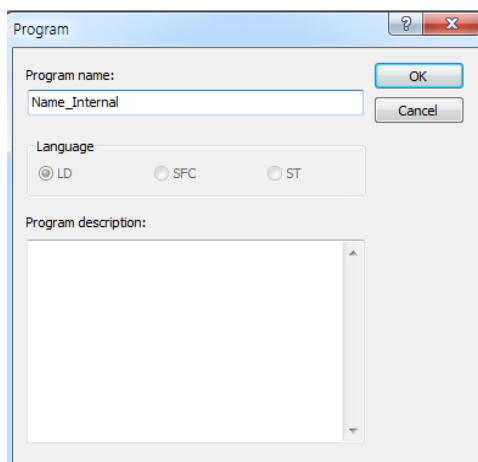 Program
Program name:
OK
Name_Internal
Cancel
Language
LD SFC ST
Program description: